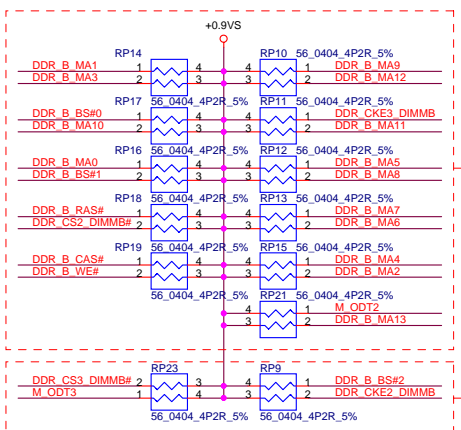 +0.9VS
RP14 RP10 56_0404_4P2R_5%
DDR_B_MA1 1 4 4 1 DDR_B_MA9
DDR_B_MA3 2 3 3 2 DDR_B_MA12
RP17 56_0404_4P2R_5% RP11 56_0404_4P2R_5%
DDR_B_BS#0 1 4 4 1 DDR_CKE3_DIMMB
DDR_B_MA10 2 3 3 2 DDR_B_MA11
RP16 56_0404_4P2R_5% RP12 56_0404_4P2R_5%
DDR_B_MA0 1 4 4 1 DDR_B_MA5
DDR_B_BS#1 2 3 3 2 DDR_B_MA8
RP18 56_0404_4P2R_5% RP13 56_0404_4P2R_5%
DDR_B_RAS# 1 4 4 1 DDR_B_MA7
DDR_CS2_DIMMB# 2 3 3 2 DDR_B_MA6
RP19 56_0404_4P2R_5% RP15 56_0404_4P2R_5%
DDR_B_CAS# 1 4 4 1 DDR_B_MA4
DDR_B_WE# 2 3 3 2 DDR_B_MA2
56_0404_4P2R_5% RP21 56_0404_4P2R_5%
4 1 M_ODT2
3 2 DDR_B_MA13
RP23 RP9
DDR_CS3_DIMMB# 2 3 4 1 DDR_B_BS#2
M_ODT3 1 4 3 2 DDR_CKE2_DIMMB
56_0404_4P2R_5% 56_0404_4P2R_5%